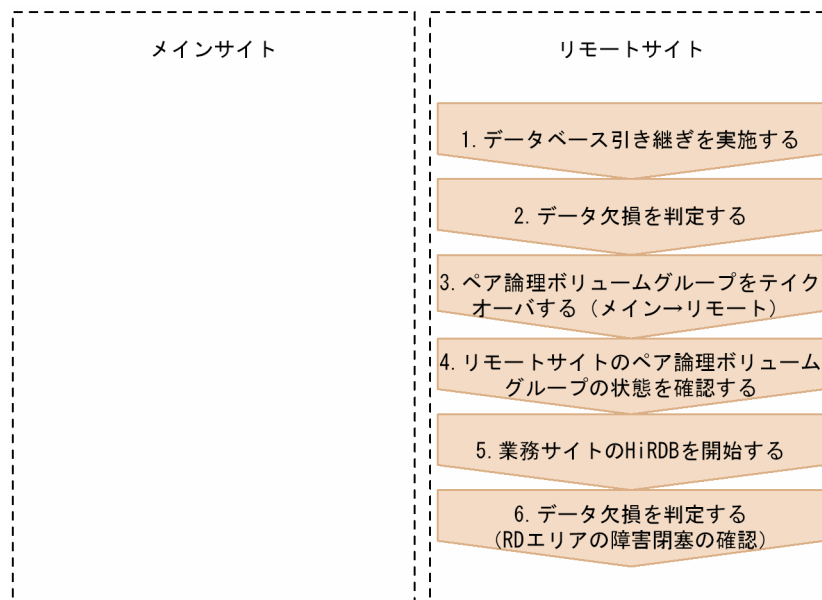 メインサイト
リモートサイト
1.データベース引き継ぎを実施する
2.データ欠損を判定する
3.ペア論理ボリュームグループをテイク
オーバする（メイン→リモート）
4.リモートサイトのペア論理ボリューム
グループの状態を確認する
5.業務サイトのHiRDBを開始する
6.データ欠損を判定する
（RDエリアの障害閉塞の確認）